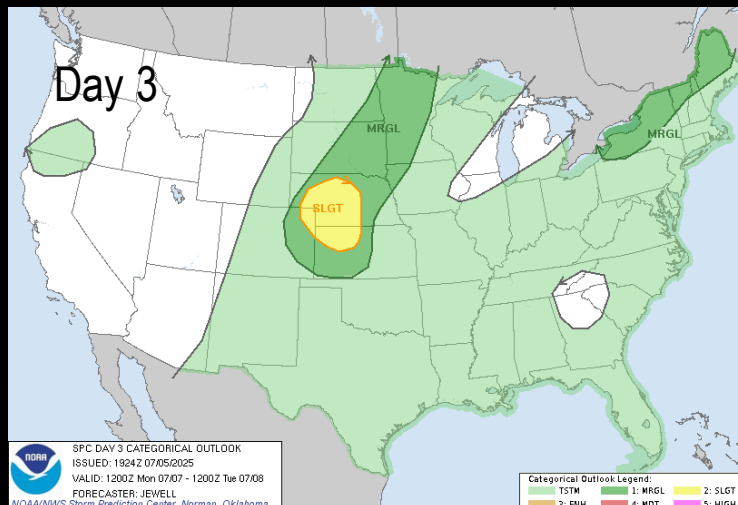 Day 3
MRGL
MRGL
SLGT
SPC DAY 3 CATEGORICAL OUTLOOK
ISSUED: 1924Z 07/05/2025
VALID: 1200Z Mon 07/07 - 1200Z Tue 07/08
FORECASTER: JEWELL
NOAA/NWS Storm Prediction Center, Norman, Oklahoma
NOAA
Categorical Outlook Legend:
TSTM 1: MRGL 2: SLGT
3: ENH 4: MDT 5: HIGH